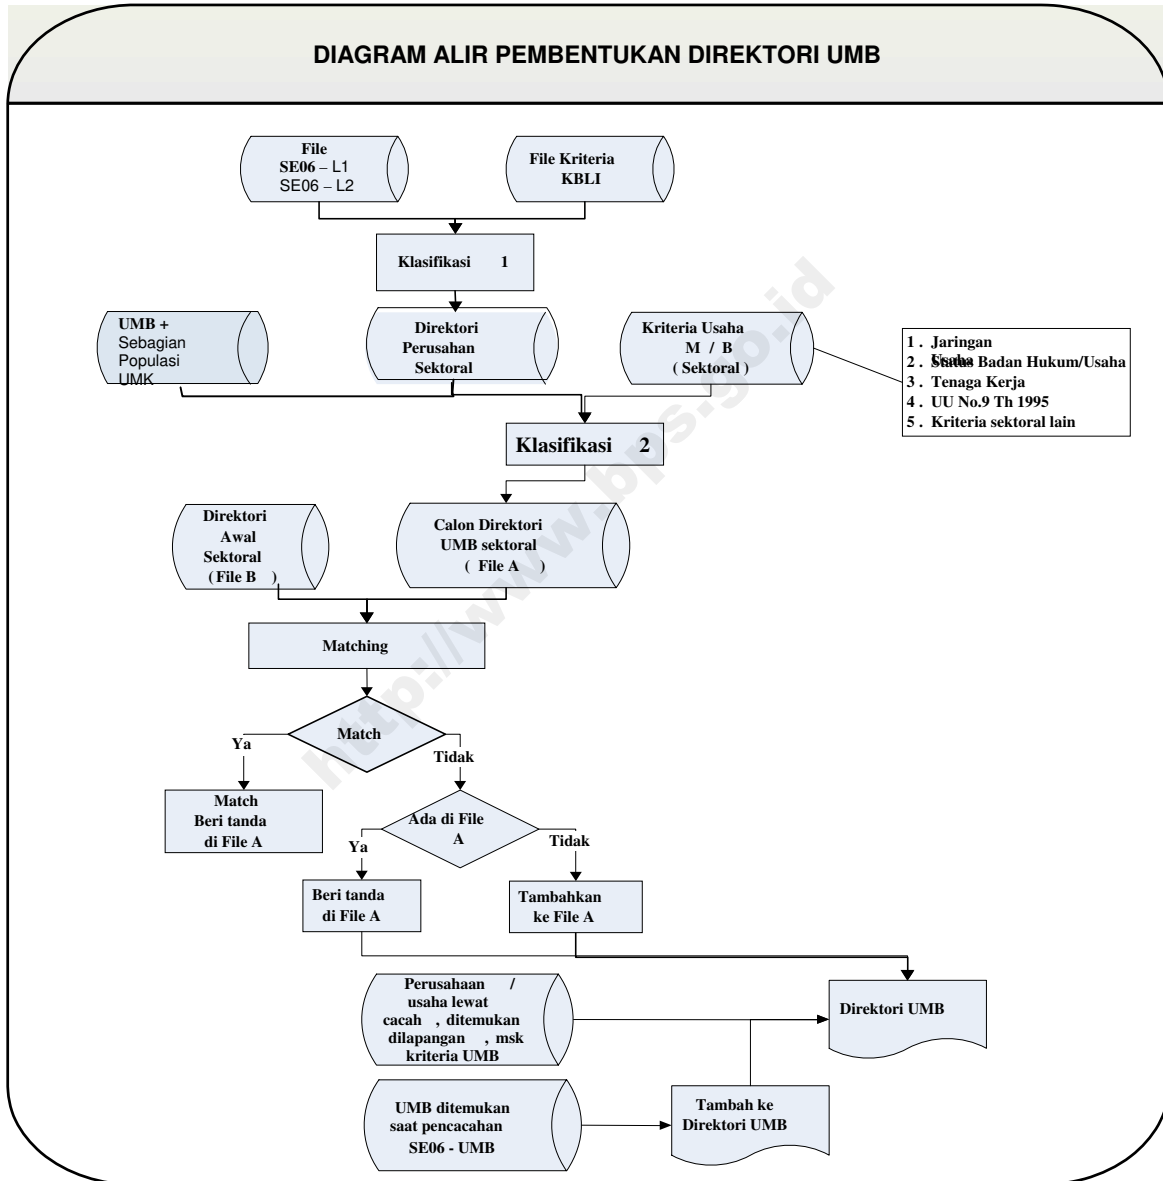 DIAGRAM ALIR PEMBENTUKAN DIREKTORI UMB
File
SE06 – L1
SE06 – L2
File Kriteria
KBLI
Klasifikasi 1
UMB +
Sebagian
Populasi
UMK
Direktori
Perusahan
Sektoral
Kriteria Usaha
M / B
( Sektoral )
1 . Jaringan
Usaha
2 . Status Badan Hukum/Usaha
3 . Tenaga Kerja
4 . UU No.9 Th 1995
5 . Kriteria sektoral lain
Klasifikasi 2
Direktori
Awal
Sektoral
( File B )
Calon Direktori
UMB sektoral
( File A )
Matching
Match
Ya
Tidak
Match
Beri tanda
di File A
Ada di File
A
Ya
Tidak
Beri tanda
di File A
Tambahkan
ke File A
Perusahaan /
usaha lewat
cacah , ditemukan
dilapangan , msk
kriteria UMB
Direktori UMB
UMB ditemukan
saat pencacahan
SE06 - UMB
Tambah ke
Direktori UMB
http://www.bps.go.id